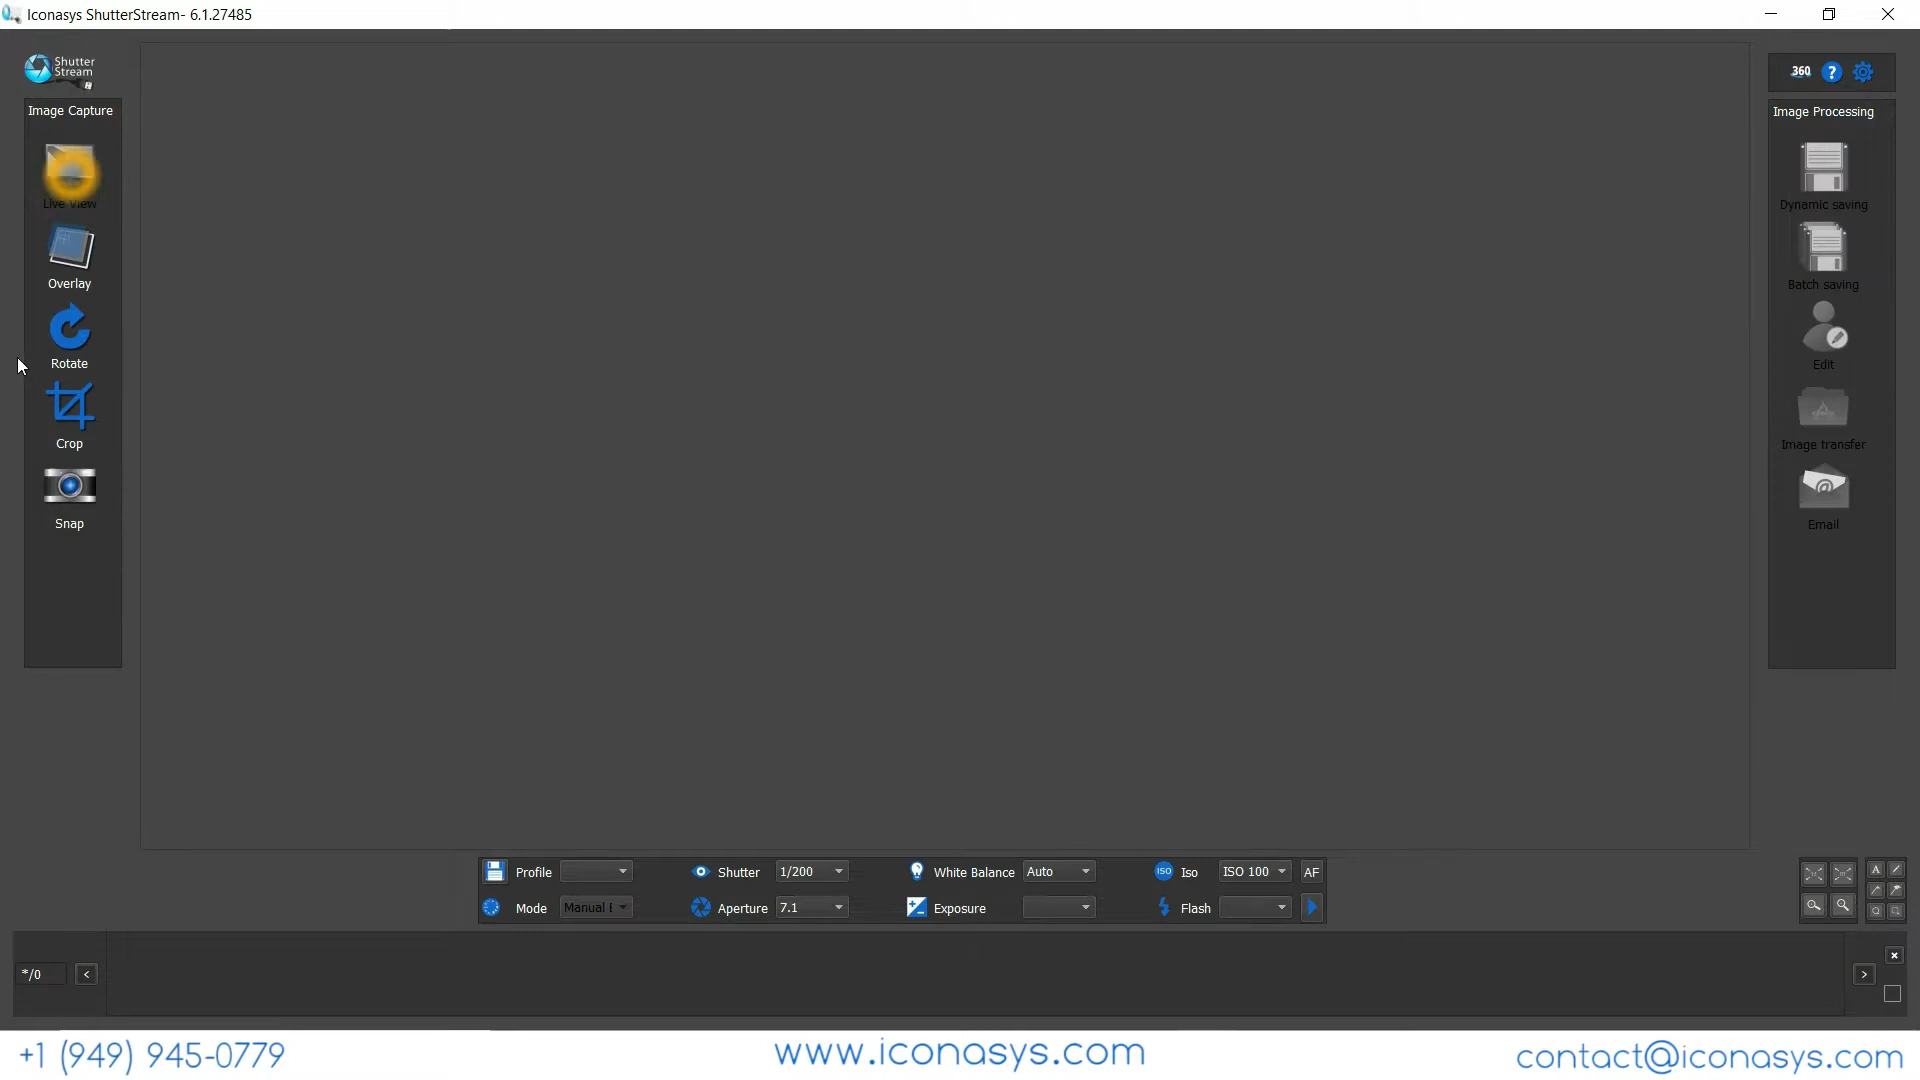 Iconasys ShutterStream- 6.1.27485
Shutter
Stream
360 ?
Image Capture
Live View
Overlay
Rotate
Crop
Snap
Image Processing
Dynamic saving
Batch saving
Edit
Image transfer
Email
Profile
Shutter 1/200
White Balance Auto
ISO Iso ISO 100 AF
Mode Manual E
Aperture 7.1
Exposure
Flash
A
*/0 <
>
+1 (949) 945-0779
www.iconasys.com
contact@iconasys.com